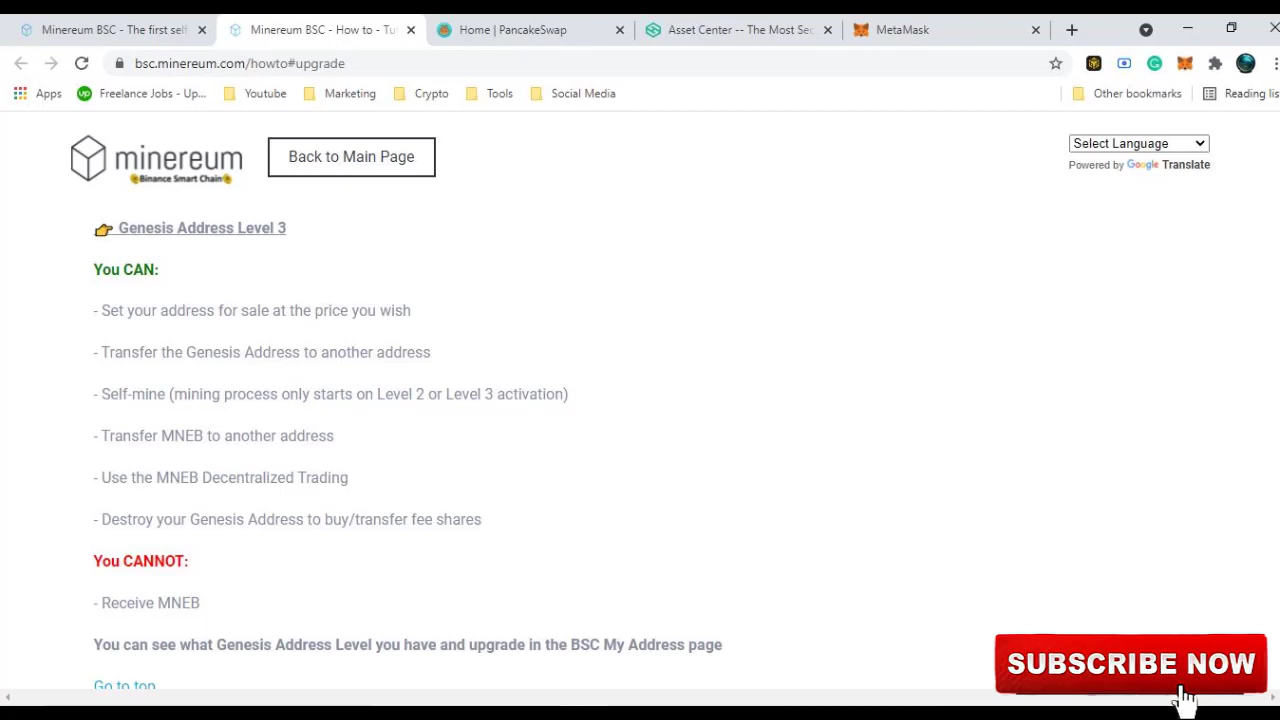 Minereum BSC - The first self
Minereum BSC - How to - Tu
Home | PancakeSwap
Asset Center -- The Most Sec
MetaMask
bsc.minereum.com/howto#upgrade
Apps
up Freelance Jobs - Up...
Youtube
Marketing
Crypto
Tools
Social Media
Other bookmarks
Reading lis
minereum
Binance Smart Chain
Back to Main Page
Select Language
Powered by Google Translate
Genesis Address Level 3
You CAN:
- Set your address for sale at the price you wish
- Transfer the Genesis Address to another address
- Self-mine (mining process only starts on Level 2 or Level 3 activation)
- Transfer MNEB to another address
- Use the MNEB Decentralized Trading
- Destroy your Genesis Address to buy/transfer fee shares
You CANNOT:
- Receive MNEB
You can see what Genesis Address Level you have and upgrade in the BSC My Address page
Go to top
SUBSCRIBE NOW